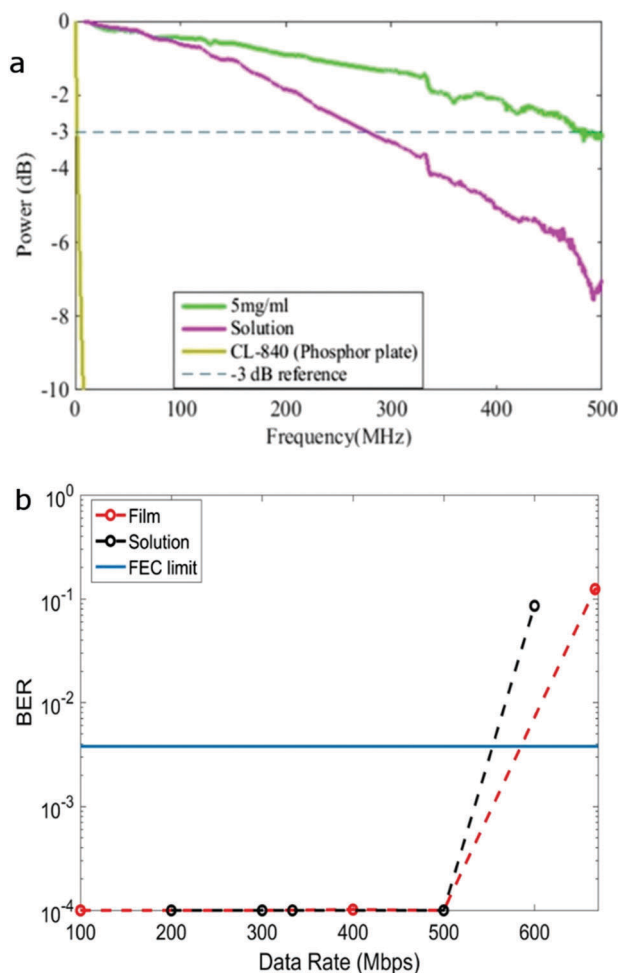 a
0
-2
-3
-4
-6
-8
-10
Power (dB)
5mg/ml
Solution
CL-840 (Phosphor plate)
-3 dB reference
0 100 200 300 400 500
Frequency(MHz)
b
10^0
10^-1
10^-2
10^-3
10^-4
BER
Film
Solution
FEC limit
100 200 300 400 500 600
Data Rate (Mbps)